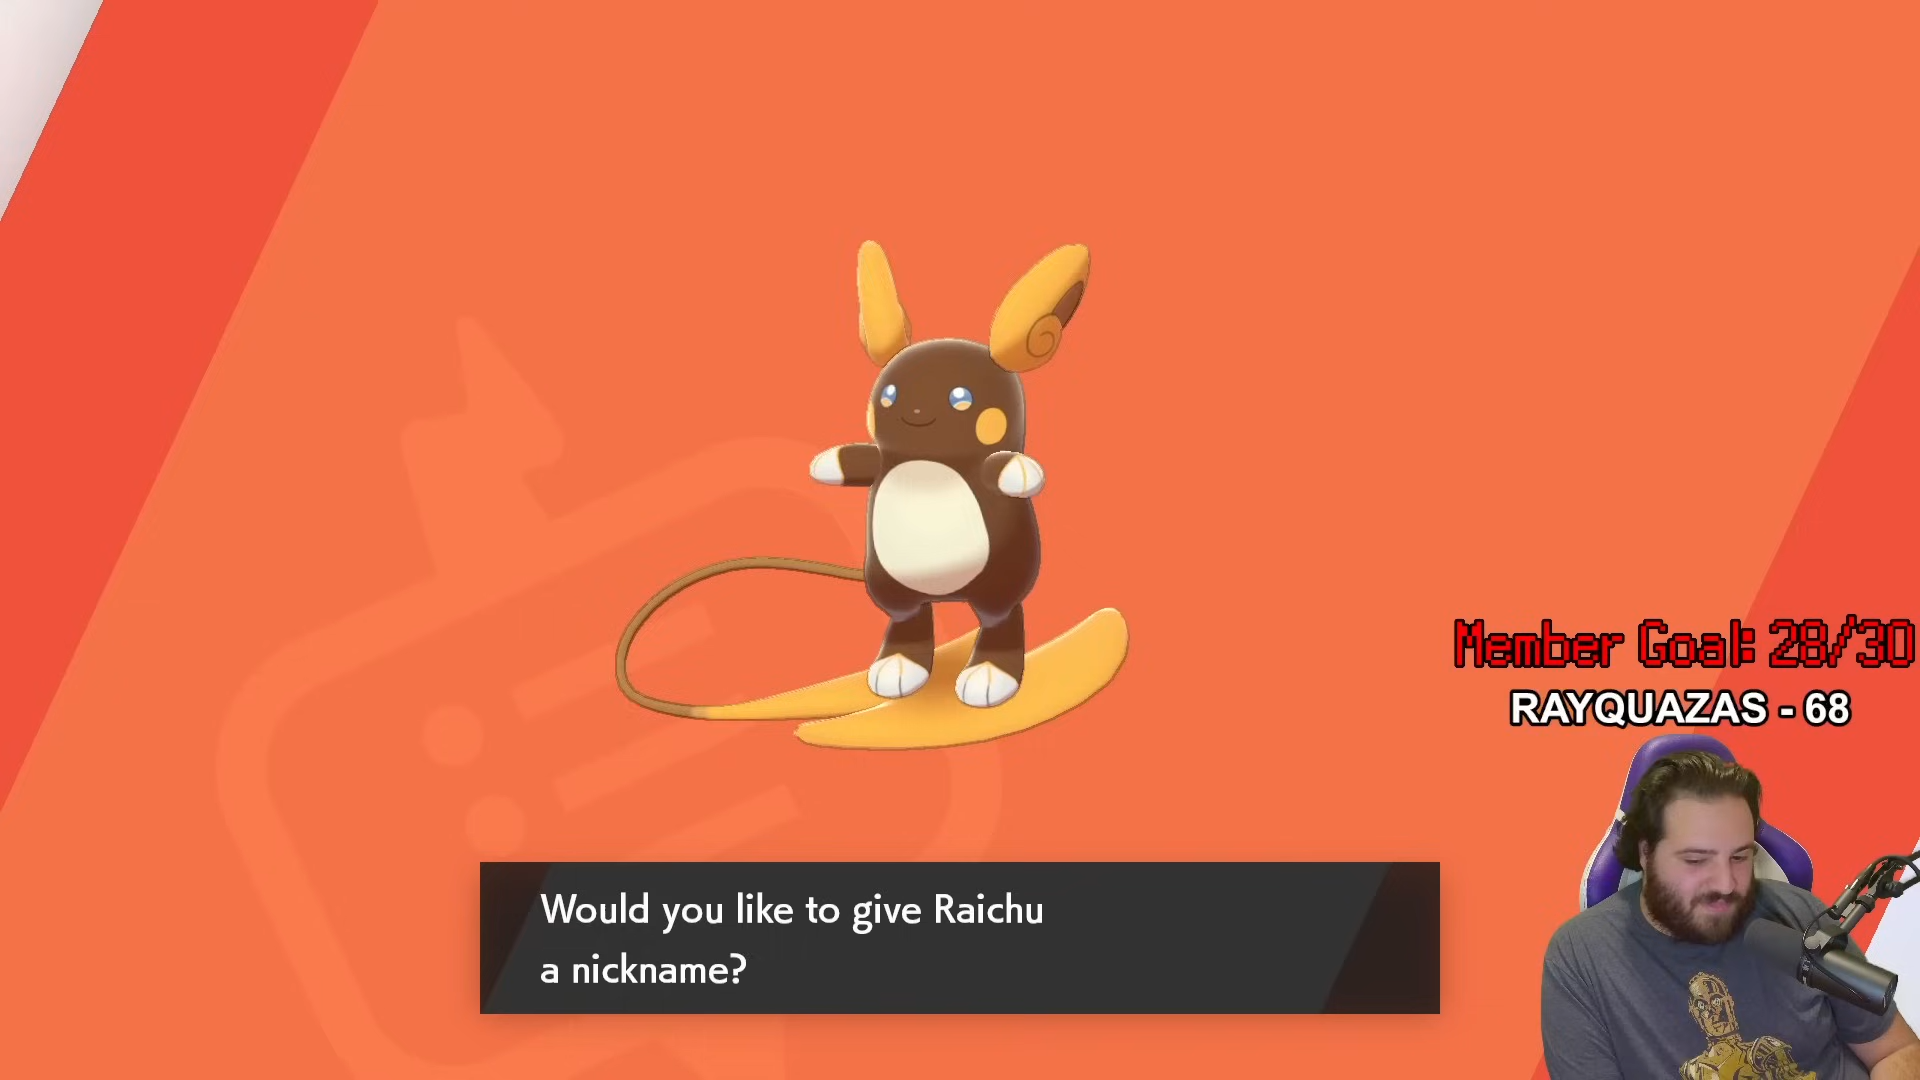 Member Goal: 28/30
RAYQUAZAS - 68
Would you like to give Raichu
a nickname?